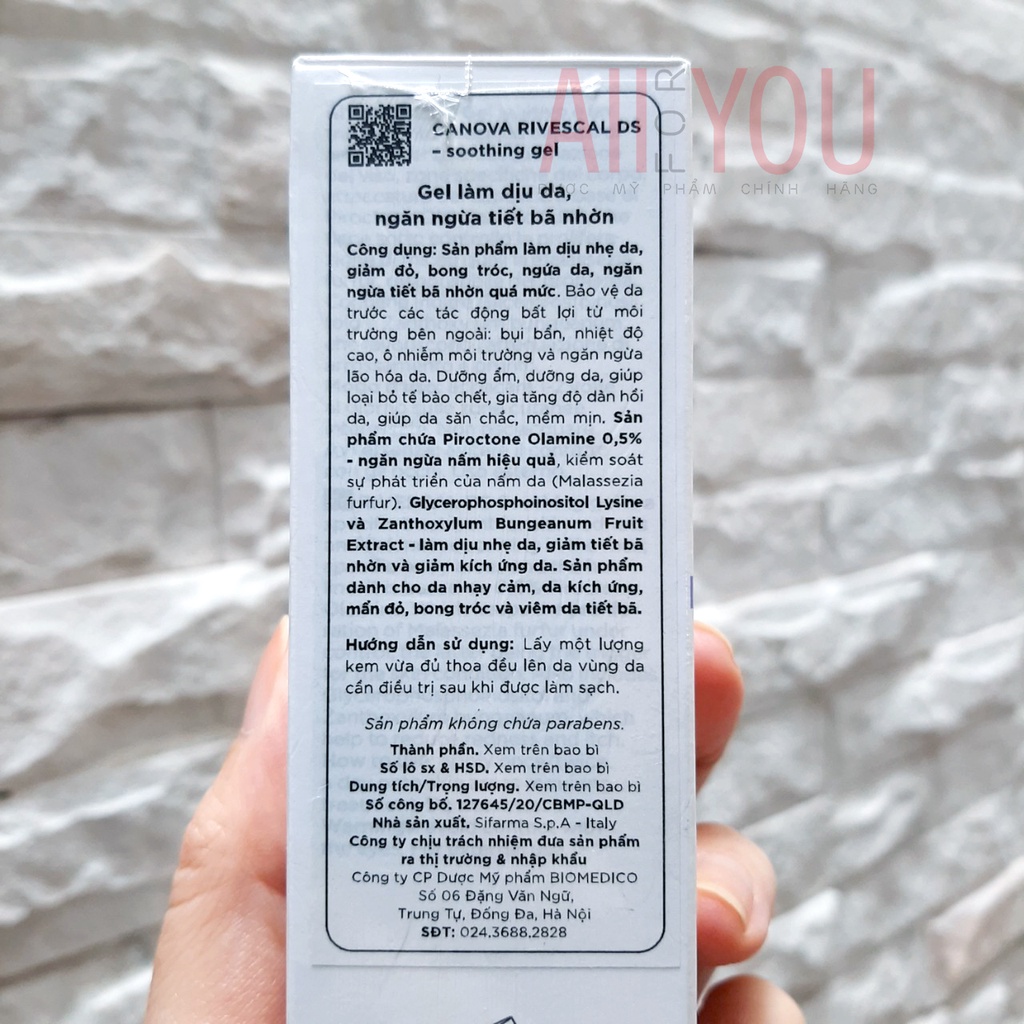 All FOR YOU
DƯỢC MỸ PHẨM CHÍNH HÃNG
CANOVA RIVESCAL DS
– soothing gel
Gel làm dịu da,
ngăn ngừa tiết bã nhờn
Công dụng: Sản phẩm làm dịu nhẹ da,
giảm đỏ, bong tróc, ngứa da, ngăn
ngừa tiết bã nhờn quá mức. Bảo vệ da
trước các tác động bất lợi từ môi
trường bên ngoài: bụi bẩn, nhiệt độ
cao, ô nhiễm môi trường và ngăn ngừa
lão hóa da. Dưỡng ẩm, dưỡng da, giúp
loại bỏ tế bào chết, gia tăng độ dàn hồi
da, giúp da săn chắc, mềm mịn. Sản
phẩm chứa Piroctone Olamine 0,5%
- ngăn ngừa nấm hiệu quả, kiểm soát
sự phát triển của nấm da (Malassezia
furfur). Glycerophosphoinositol Lysine
và Zanthoxylum Bungeanum Fruit
Extract - làm dịu nhẹ da, giảm tiết bã
nhờn và giảm kích ứng da. Sản phẩm
dành cho da nhạy cảm, da kích ứng,
mẩn đỏ, bong tróc và viêm da tiết bã.
Hướng dẫn sử dụng: Lấy một lượng
kem vừa đủ thoa đều lên da vùng da
cần điều trị sau khi được làm sạch.
Sản phẩm không chứa parabens.
Thành phần. Xem trên bao bì
Số lô sx & HSD. Xem trên bao bì
Dung tích/Trọng lượng. Xem trên bao bì
Số công bố. 127645/20/CBMP-QLD
Nhà sản xuất. Sifarma S.p.A - Italy
Công ty chịu trách nhiệm đưa sản phẩm
ra thị trường & nhập khẩu
Công ty CP Dược Mỹ phẩm BIOMEDICO
Số 06 Đặng Văn Ngữ,
Trung Tự, Đống Đa, Hà Nội
SĐT: 024.3688.2828